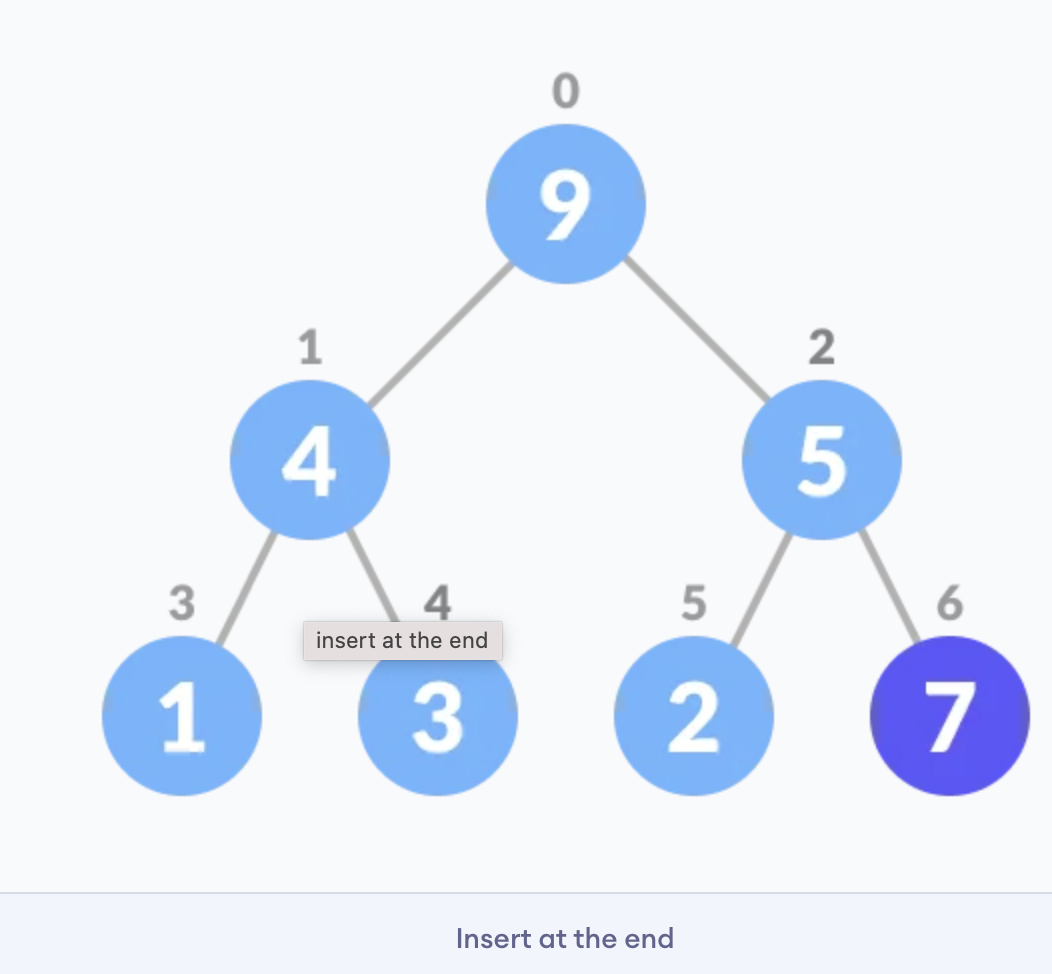 0
9
1 2
4 5
3 4 5 6
insert at the end
1 3 2 7
Insert at the end